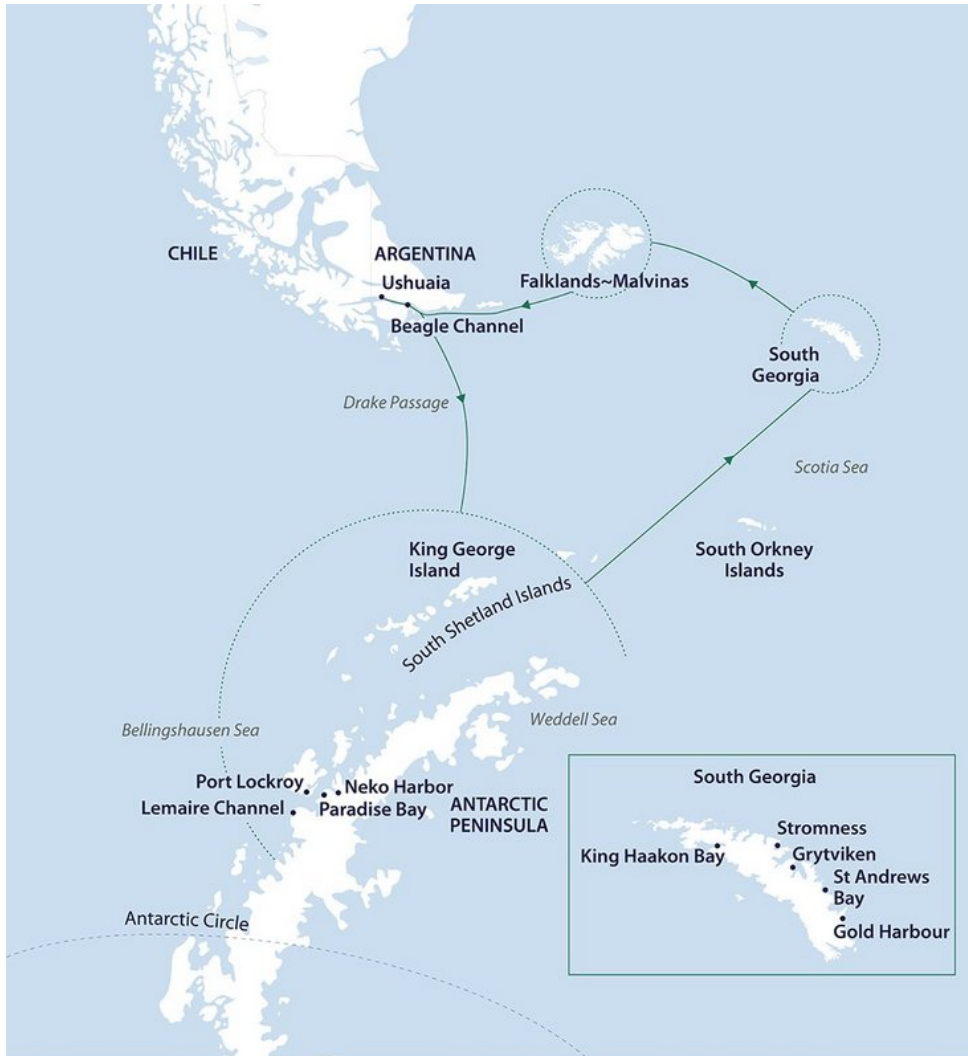 CHILE
ARGENTINA
Ushuaia
Beagle Channel
Falklands~Malvinas
South
Georgia
Drake Passage
Scotia Sea
King George
Island
South Shetland Islands
South Orkney
Islands
Bellingshausen Sea
Weddell Sea
Port Lockroy
Neko Harbor
Lemaire Channel
Paradise Bay
ANTARCTIC
PENINSULA
Antarctic Circle
South Georgia
Stromness
King Haakon Bay
Grytviken
St Andrews
Bay
Gold Harbour